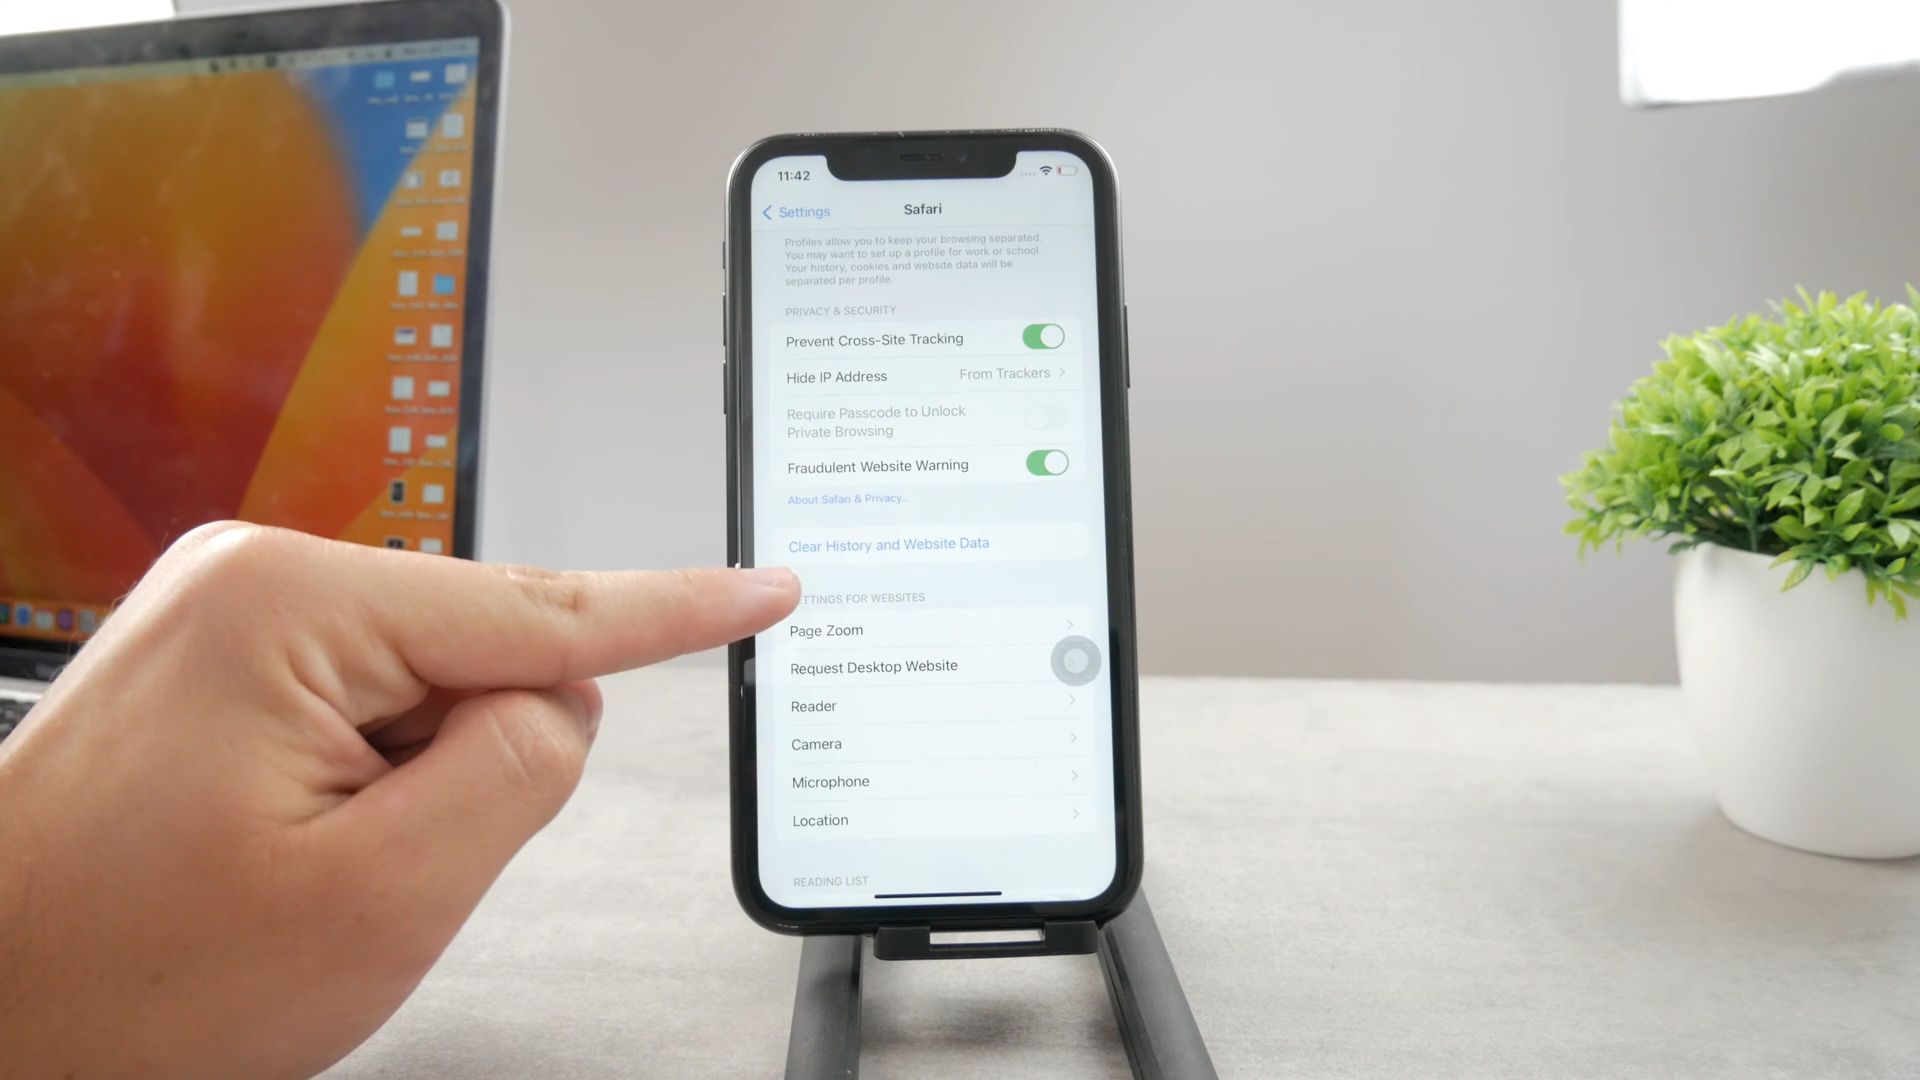 11:42
Settings
Safari
Profiles allow you to keep your browsing separated.
You may want to set up a profile for work or school.
Your history, cookies and website data will be
separated per profile.
PRIVACY & SECURITY
Prevent Cross-Site Tracking
Hide IP Address From Trackers
Require Passcode to Unlock
Private Browsing
Fraudulent Website Warning
About Safari & Privacy...
Clear History and Website Data
ETTINGS FOR WEBSITES
Page Zoom
Request Desktop Website
Reader
Camera
Microphone
Location
READING LIST